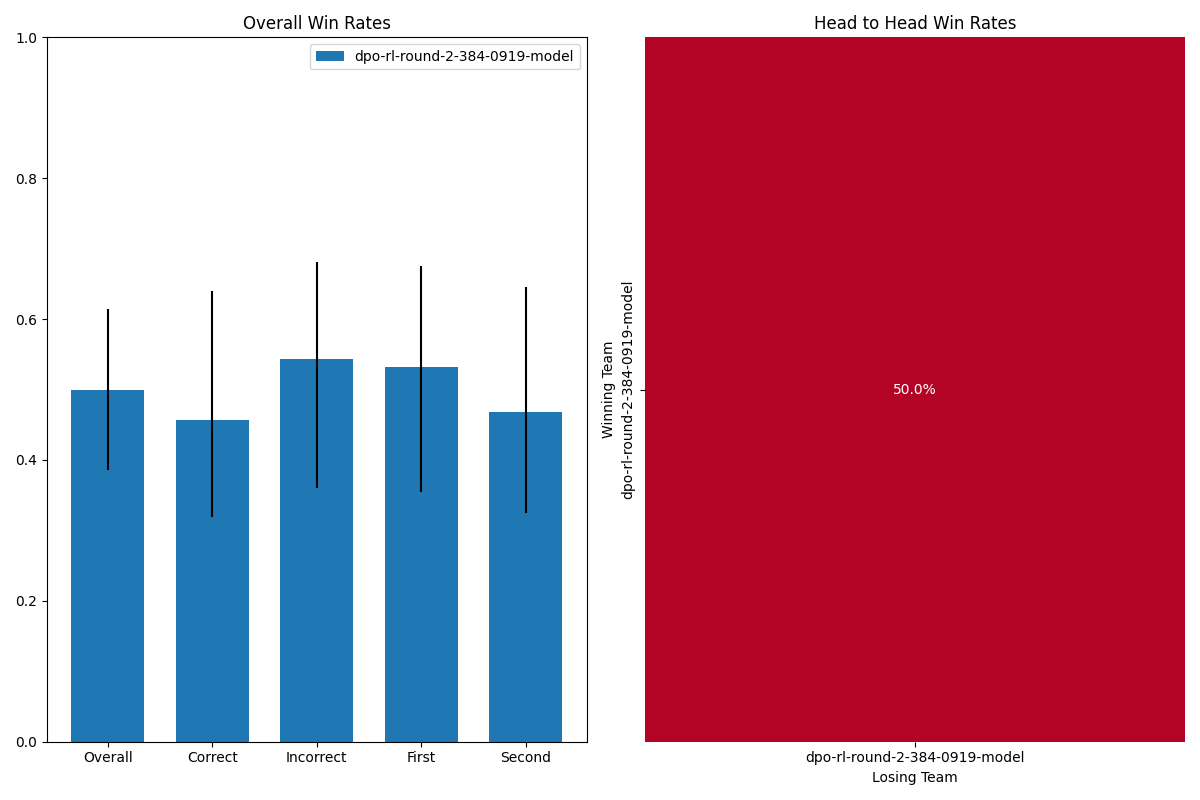 Overall Win Rates
dpo-rl-round-2-384-0919-model
1.0
0.8
0.6
0.4
0.2
0.0
Overall
Correct
Incorrect
First
Second
Head to Head Win Rates
Winning Team
dpo-rl-round-2-384-0919-model
50.0%
dpo-rl-round-2-384-0919-model
Losing Team